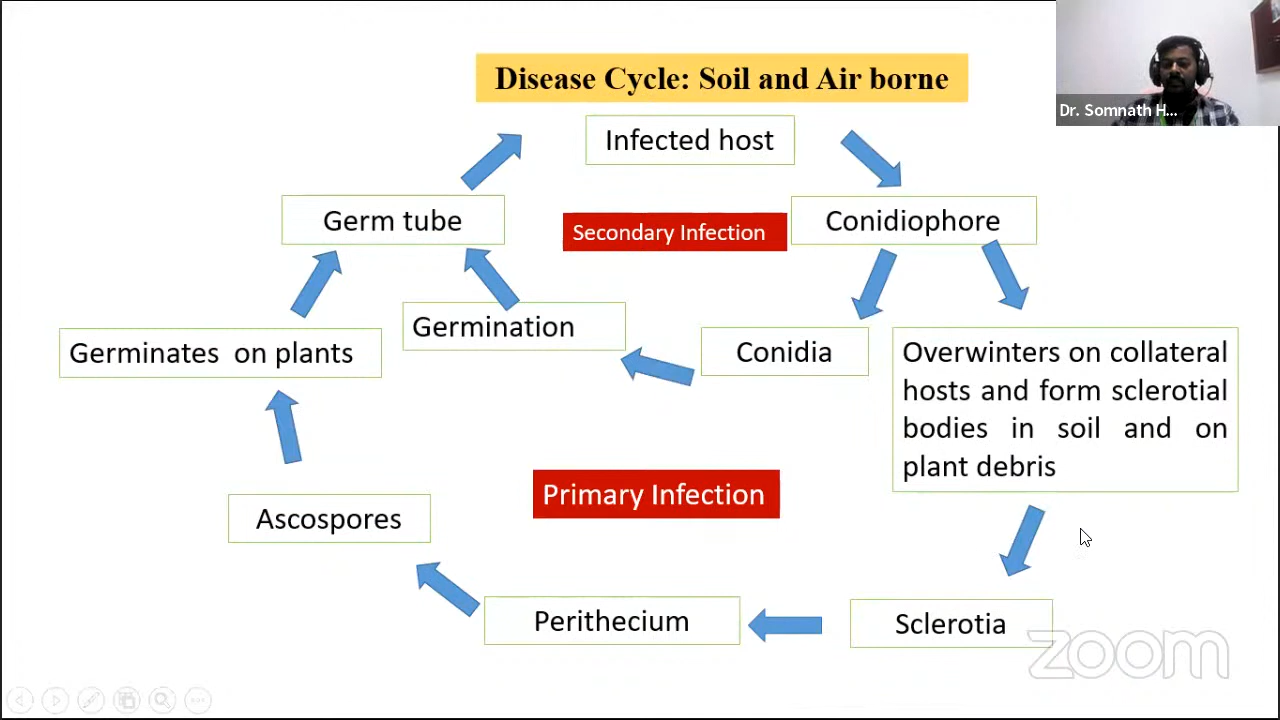 Disease Cycle: Soil and Air borne
Dr. Somnath H...
Infected host
Germ tube
Secondary Infection
Conidiophore
Germination
Germinates on plants
Conidia
Overwinters on collateral
hosts and form sclerotial
bodies in soil and on
plant debris
Primary Infection
Ascospores
Perithecium
Sclerotia
zoom